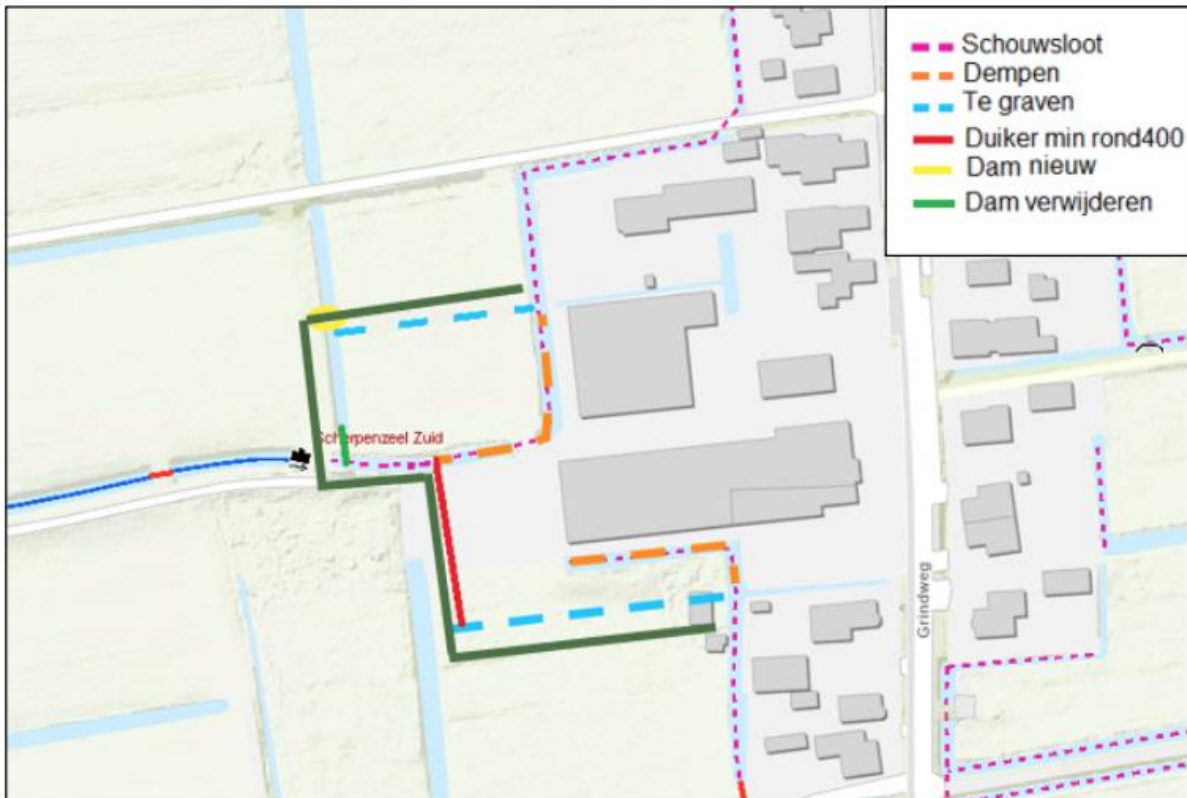 Schouwsloot
Dempen
Te graven
Duiker min rond400
Dam nieuw
Dam verwijderen
Scherpenzeel Zuid
Grindweg